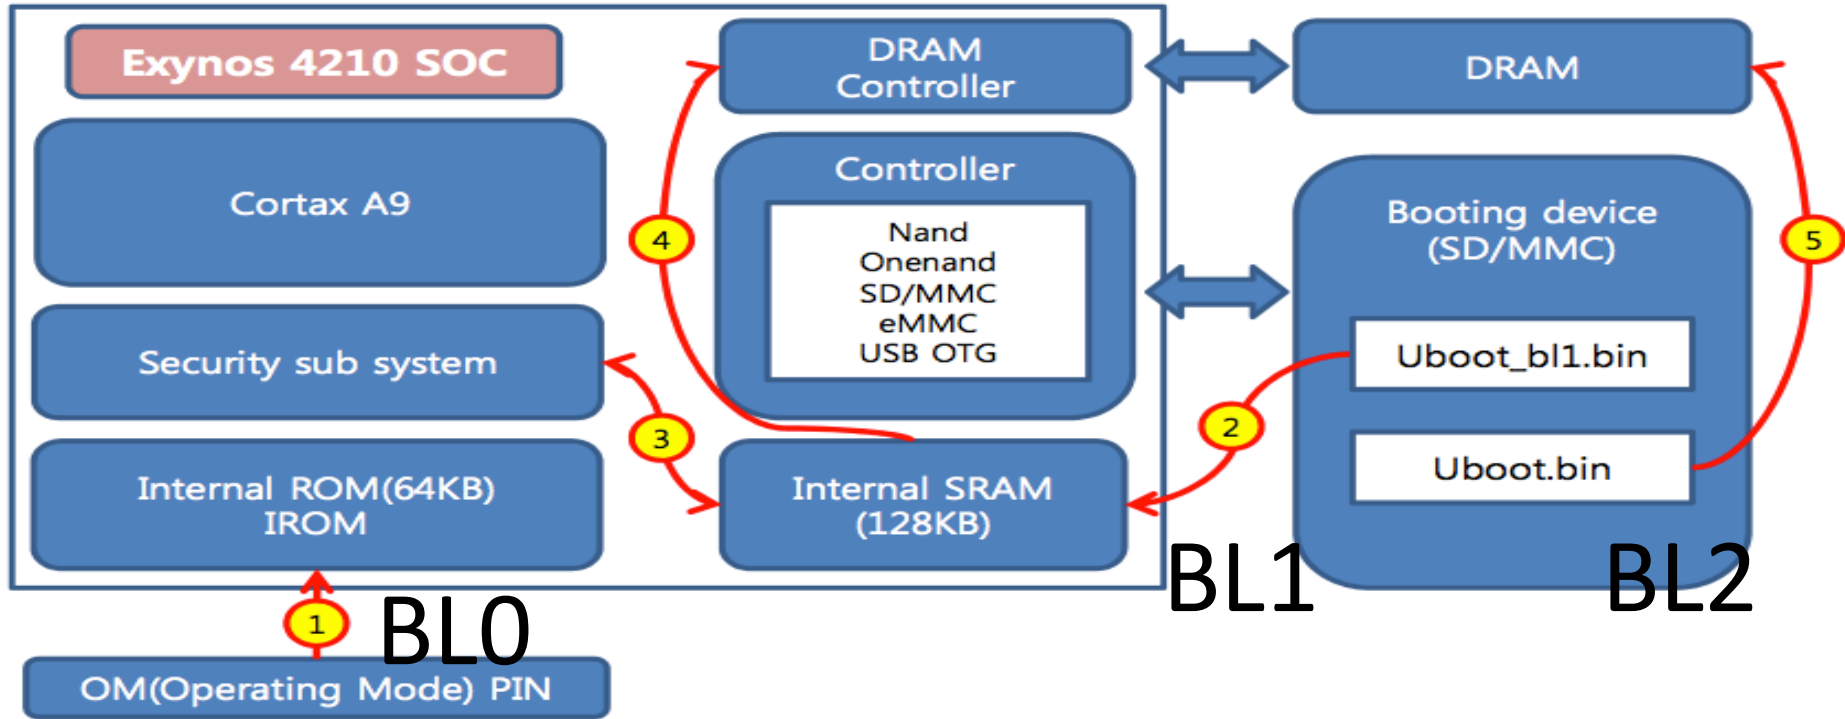 Exynos 4210 SOC
Cortax A9
Security sub system
Internal ROM(64KB)
IROM
OM(Operating Mode) PIN
DRAM
Controller
Controller
Nand
Onenand
SD/MMC
eMMC
USB OTG
Internal SRAM
(128KB)
DRAM
Booting device
(SD/MMC)
Uboot_bl1.bin
Uboot.bin
1
2
3
4
5
BL0
BL1
BL2